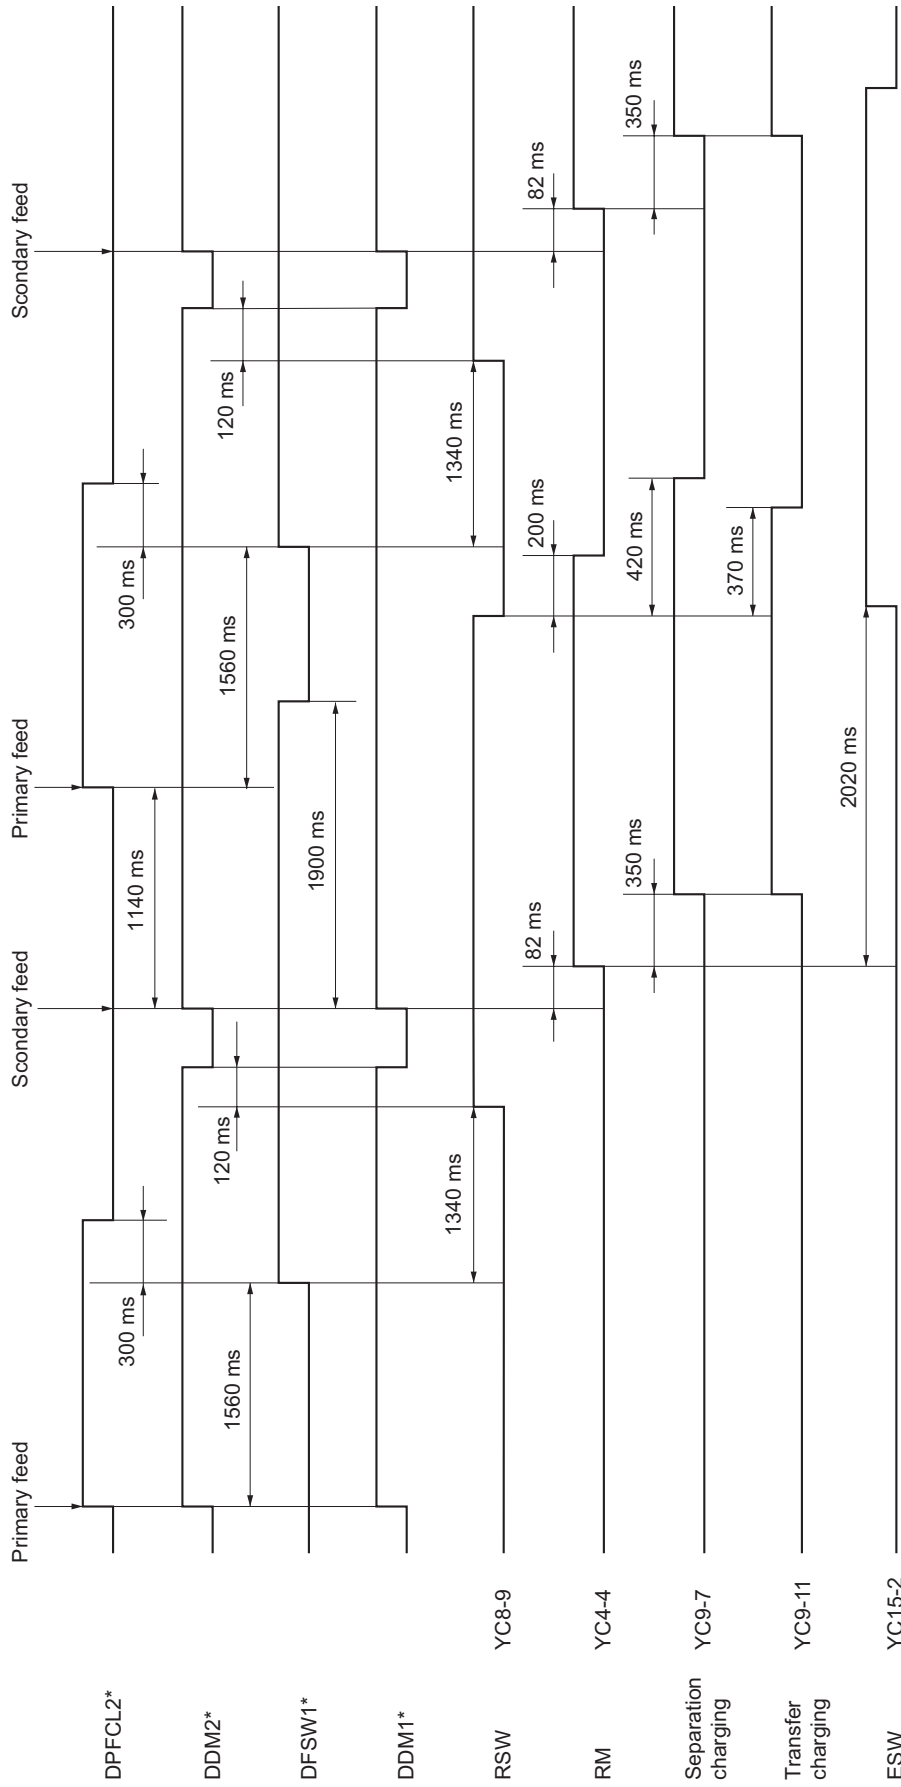 Primary feed
Scondary feed
Primary feed
Scondary feed
DPFCL2*
300 ms
1140 ms
300 ms
DDM2*
1560 ms
120 ms
1560 ms
120 ms
DFSW1*
1900 ms
DDM1*
RSW
YC8-9
1340 ms
1340 ms
RM
YC4-4
82 ms
200 ms
82 ms
Separation
charging
YC9-7
350 ms
420 ms
350 ms
Transfer
charging
YC9-11
370 ms
ESW
YC15-2
2020 ms